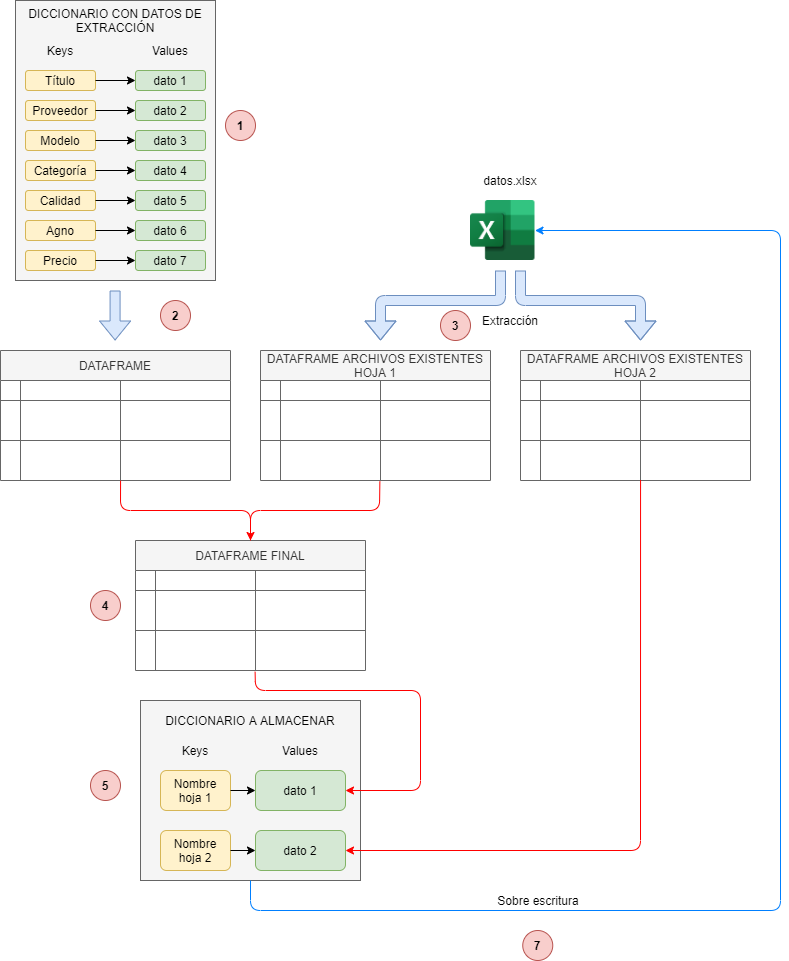 DICCIONARIO CON DATOS DE
EXTRACCIÓN
Keys
Values
Título
dato 1
Proveedor
dato 2
Modelo
dato 3
Categoría
dato 4
Calidad
dato 5
Agno
dato 6
Precio
dato 7
1
datos.xlsx
X
2
3
Extracción
DATAFRAME
DATAFRAME ARCHIVOS EXISTENTES
HOJA 1
DATAFRAME ARCHIVOS EXISTENTES
HOJA 2
DATAFRAME FINAL
4
DICCIONARIO A ALMACENAR
Keys
Values
5
Nombre
hoja 1
dato 1
Nombre
hoja 2
dato 2
Sobre escritura
7